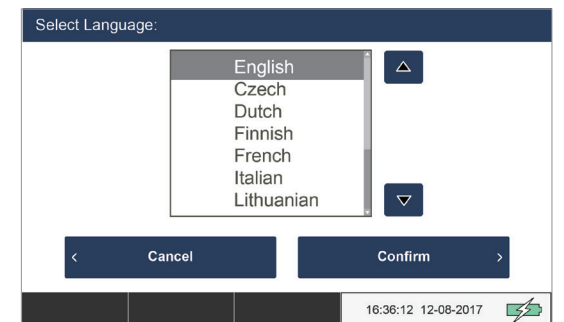 Select Language:
English
Czech
Dutch
Finnish
French
Italian
Lithuanian
Cancel
Confirm
16:36:12 12-08-2017